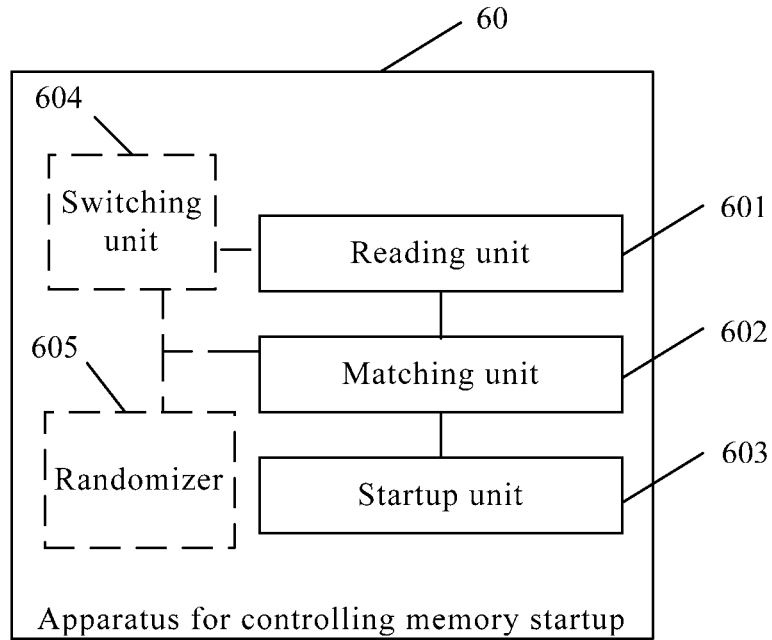 60
604
Switching
unit
601
Reading unit
605
602
Matching unit
Randomizer
603
Startup unit
Apparatus for controlling memory startup